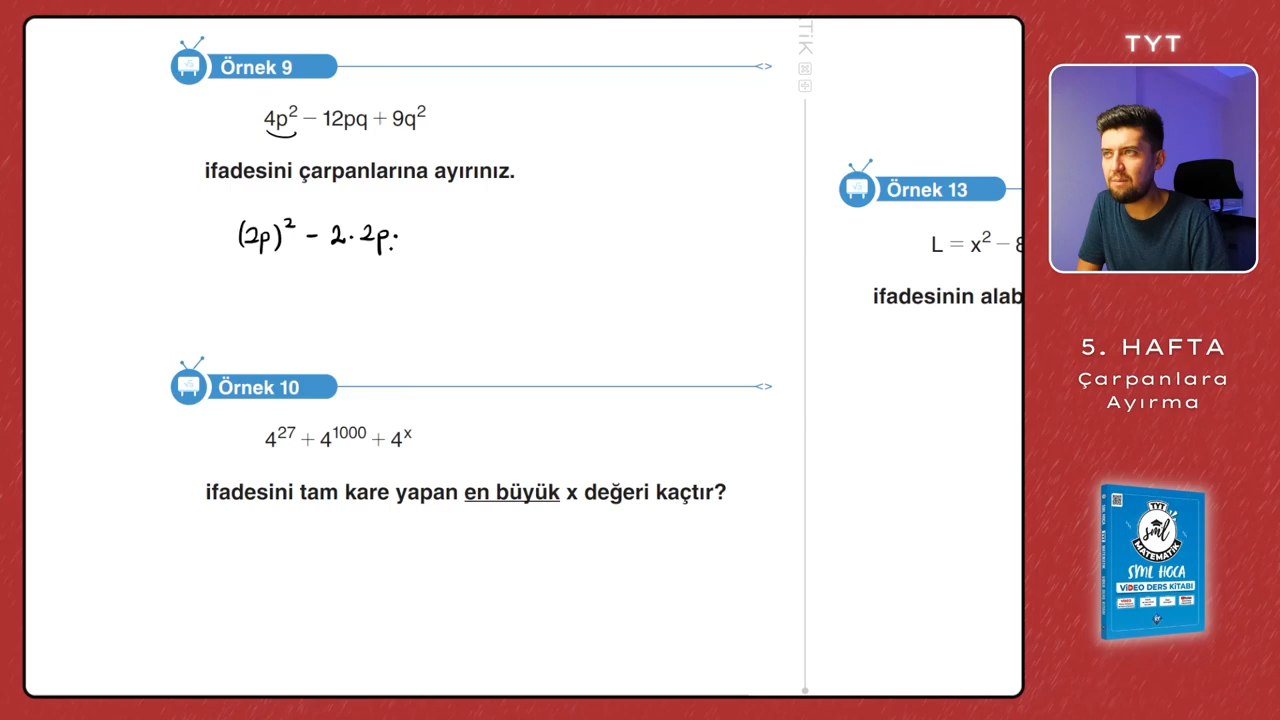 Örnek 9
4p² − 12pq + 9q²
ifadesini çarpanlarına ayırınız.
(2p)² − 2 · 2p ·
Örnek 10
4²⁷ + 4¹⁰⁰⁰ + 4ˣ
ifadesini tam kare yapan en büyük x değeri kaçtır?
TİK
Örnek 13
L = x² − 8
ifadesinin alab
TYT
5. HAFTA
Çarpanlara
Ayırma
TYT
sml
MATEMATİK
SML HOCA
VİDEO DERS KİTABI